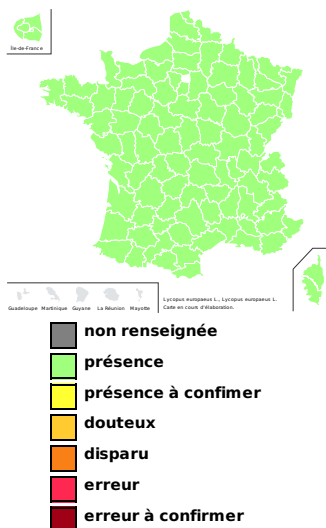 Île-de-France
Guadeloupe Martinique Guyane La Réunion Mayotte
Lycopus europaeus L., Lycopus europaeus L.
Carte en cours d'élaboration.
non renseignée
présence
présence à confimer
douteux
disparu
erreur
erreur à confirmer